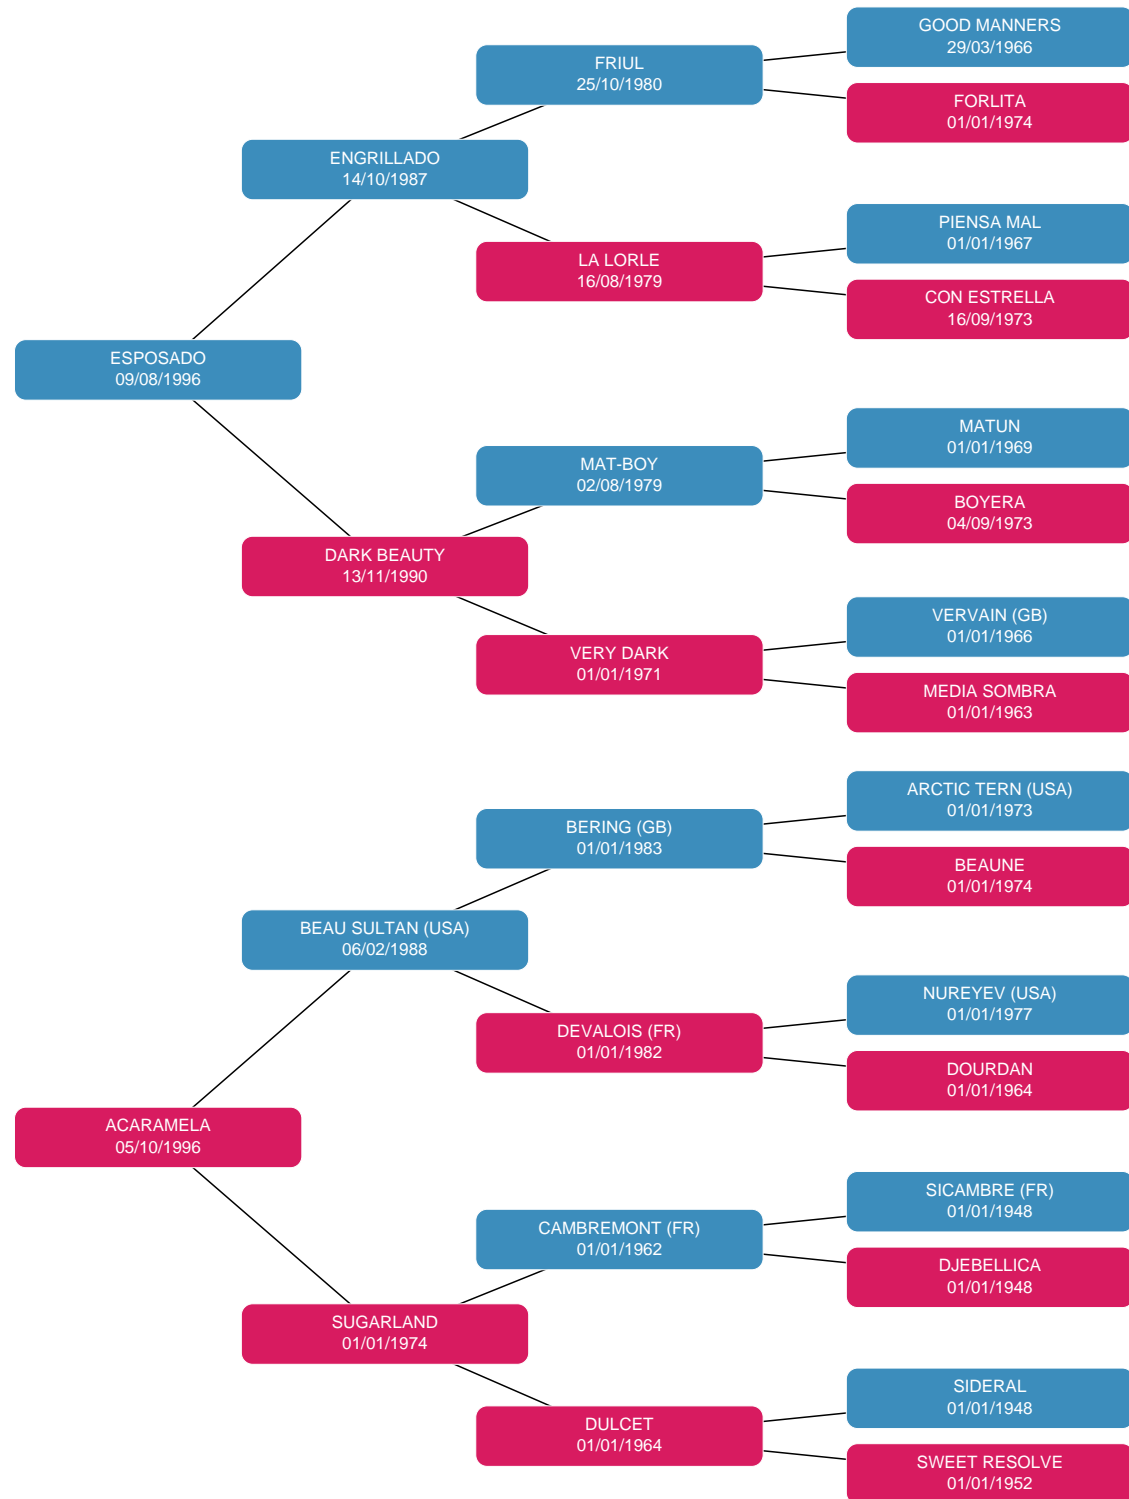 GOOD MANNERS
29/03/1966
FRIUL
25/10/1980
FORLITA
01/01/1974
ENGRILLADO
14/10/1987
PIENSA MAL
01/01/1967
LA LORLE
16/08/1979
CON ESTRELLA
16/09/1973
ESPOSADO
09/08/1996
MATUN
01/01/1969
MAT-BOY
02/08/1979
BOYERA
04/09/1973
DARK BEAUTY
13/11/1990
VERVAIN (GB)
01/01/1966
VERY DARK
01/01/1971
MEDIA SOMBRA
01/01/1963
ARCTIC TERN (USA)
01/01/1973
BERING (GB)
01/01/1983
BEAUNE
01/01/1974
BEAU SULTAN (USA)
06/02/1988
NUREYEV (USA)
01/01/1977
DEVALOIS (FR)
01/01/1982
DOURDAN
01/01/1964
ACARAMELA
05/10/1996
SICAMBRE (FR)
01/01/1948
CAMBREMONT (FR)
01/01/1962
DJEBELLICA
01/01/1948
SUGARLAND
01/01/1974
SIDERAL
01/01/1948
DULCET
01/01/1964
SWEET RESOLVE
01/01/1952